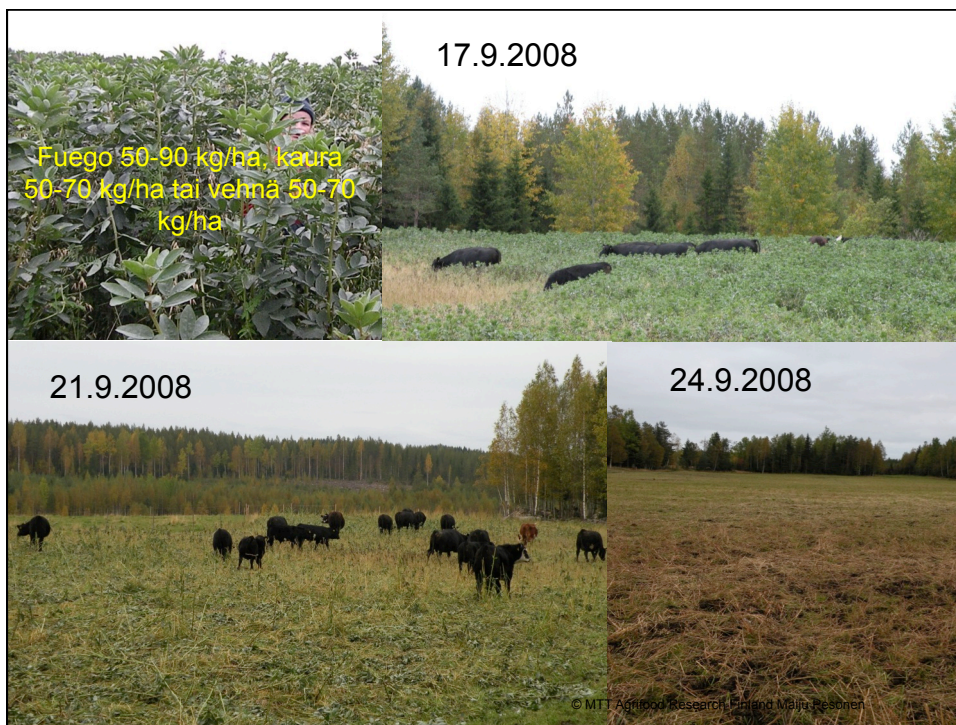 17.9.2008
Fuego 50-90 kg/ha, kaura
50-70 kg/ha tai vehnä 50-70
kg/ha
21.9.2008
24.9.2008
© MTT Agrifood Research Finland Maiju Pesonen